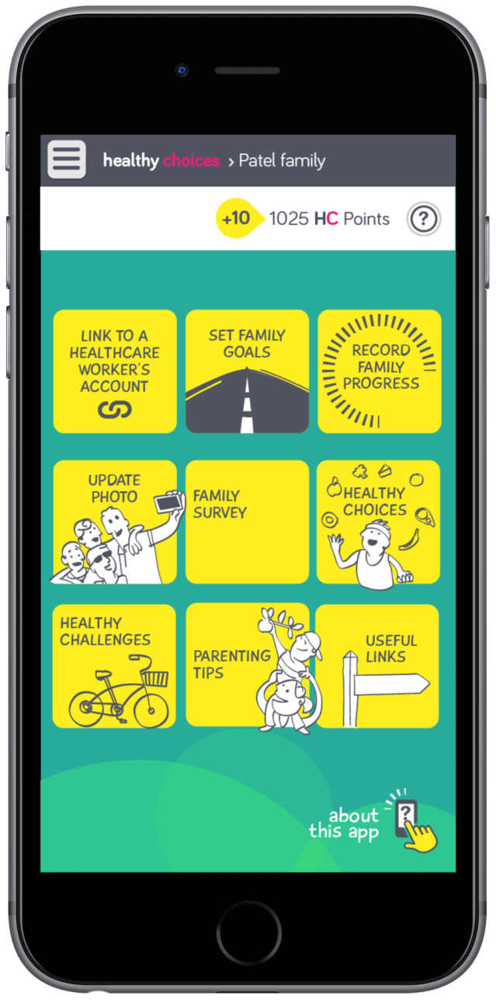 healthy choices › Patel family
+10 1025 HC Points ?
LINK TO A
HEALTHCARE
WORKER'S
ACCOUNT
SET FAMILY
GOALS
RECORD
FAMILY
PROGRESS
UPDATE
PHOTO
FAMILY
SURVEY
HEALTHY
CHOICES
HEALTHY
CHALLENGES
PARENTING
TIPS
USEFUL
LINKS
about
this app
?